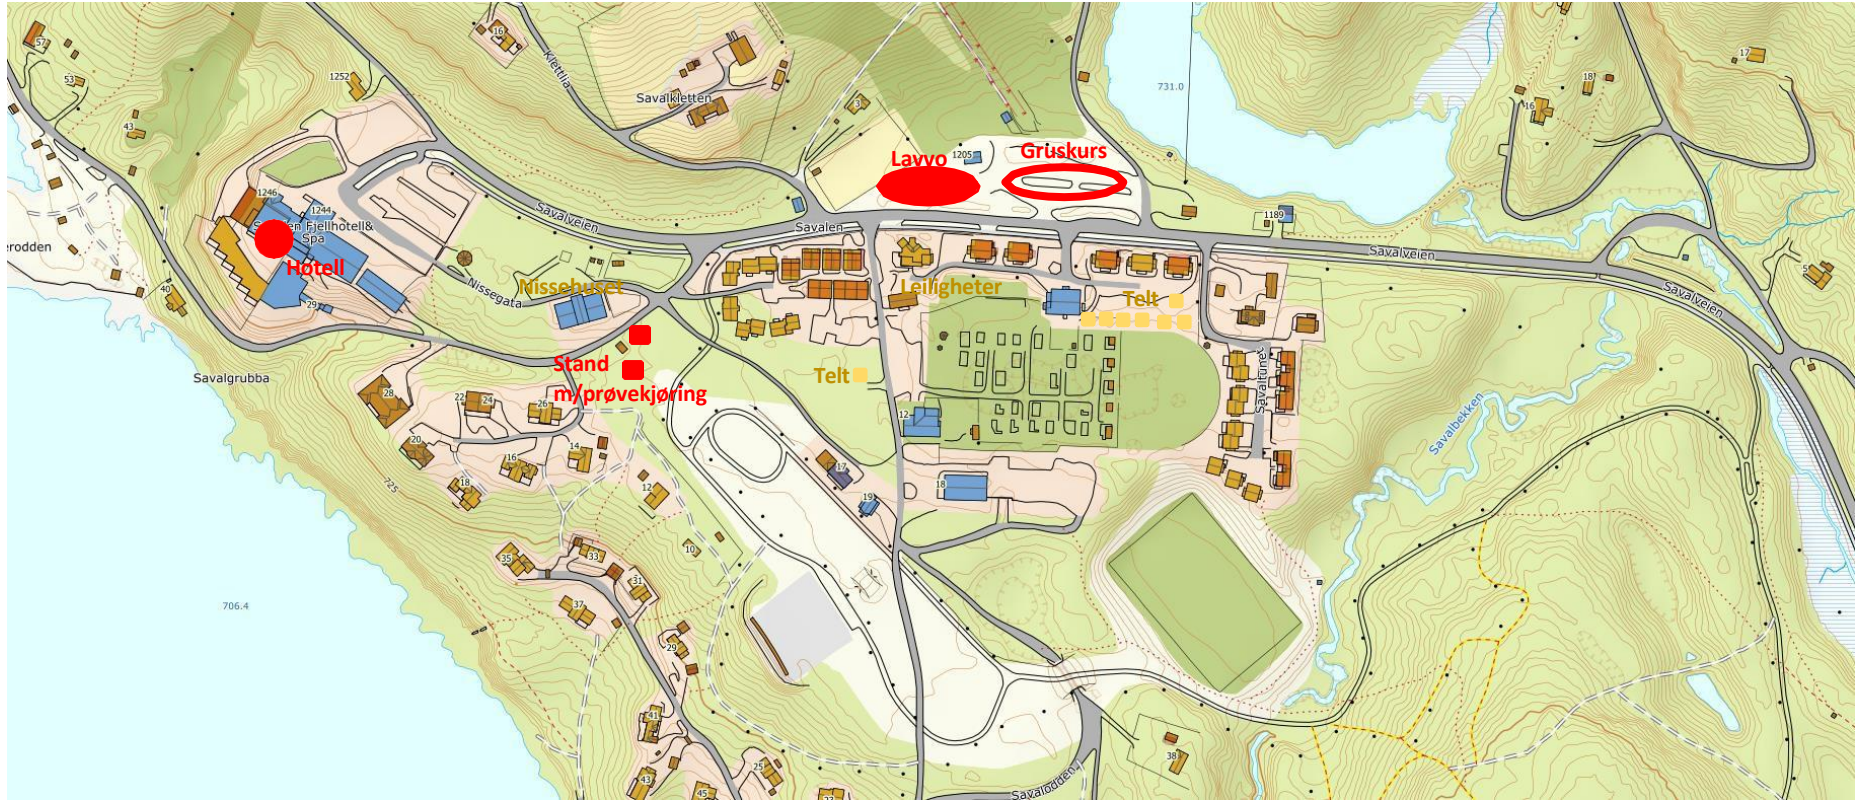 57
53
43
1252
16
Klettlia
Savalkletten
3
731.0
17
18
16
Lavvo
1205
Gruskurs
1246
1244
Fjellhotell&
Spa
Hotell
erodden
40
29
Savalveien
Savalen
1189
Savalveien
5
Savalveien
Nissegata
Nissehuset
Leiligheter
Telt
Stand
m/prøvekjøring
Telt
Savalgrubba
28
22
24
26
20
16
14
18
12
725
12
17
19
18
Savaltunet
Savalbekken
10
35
33
31
37
29
706.4
41
43
45
25
38
Savalodden